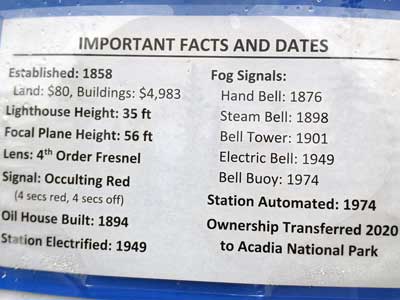 IMPORTANT FACTS AND DATES
Established: 1858
Land: $80, Buildings: $4,983
Lighthouse Height: 35 ft
Focal Plane Height: 56 ft
Lens: 4th Order Fresnel
Signal: Occulting Red
(4 secs red, 4 secs off)
Oil House Built: 1894
Station Electrified: 1949
Fog Signals:
Hand Bell: 1876
Steam Bell: 1898
Bell Tower: 1901
Electric Bell: 1949
Bell Buoy: 1974
Station Automated: 1974
Ownership Transferred 2020
to Acadia National Park